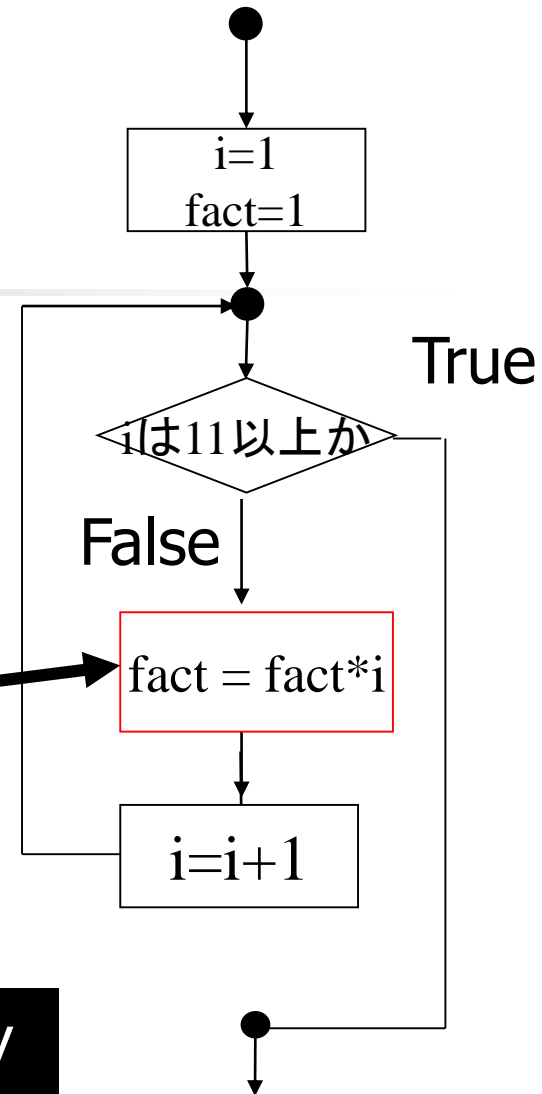 i=1
fact=1
True
iは11以上か
False
fact = fact*i
i=i+1